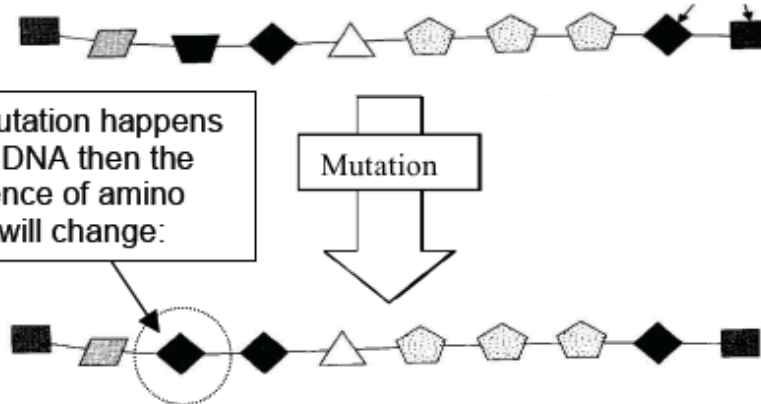 utation happens
DNA then the
ence of amino
will change:
Mutation